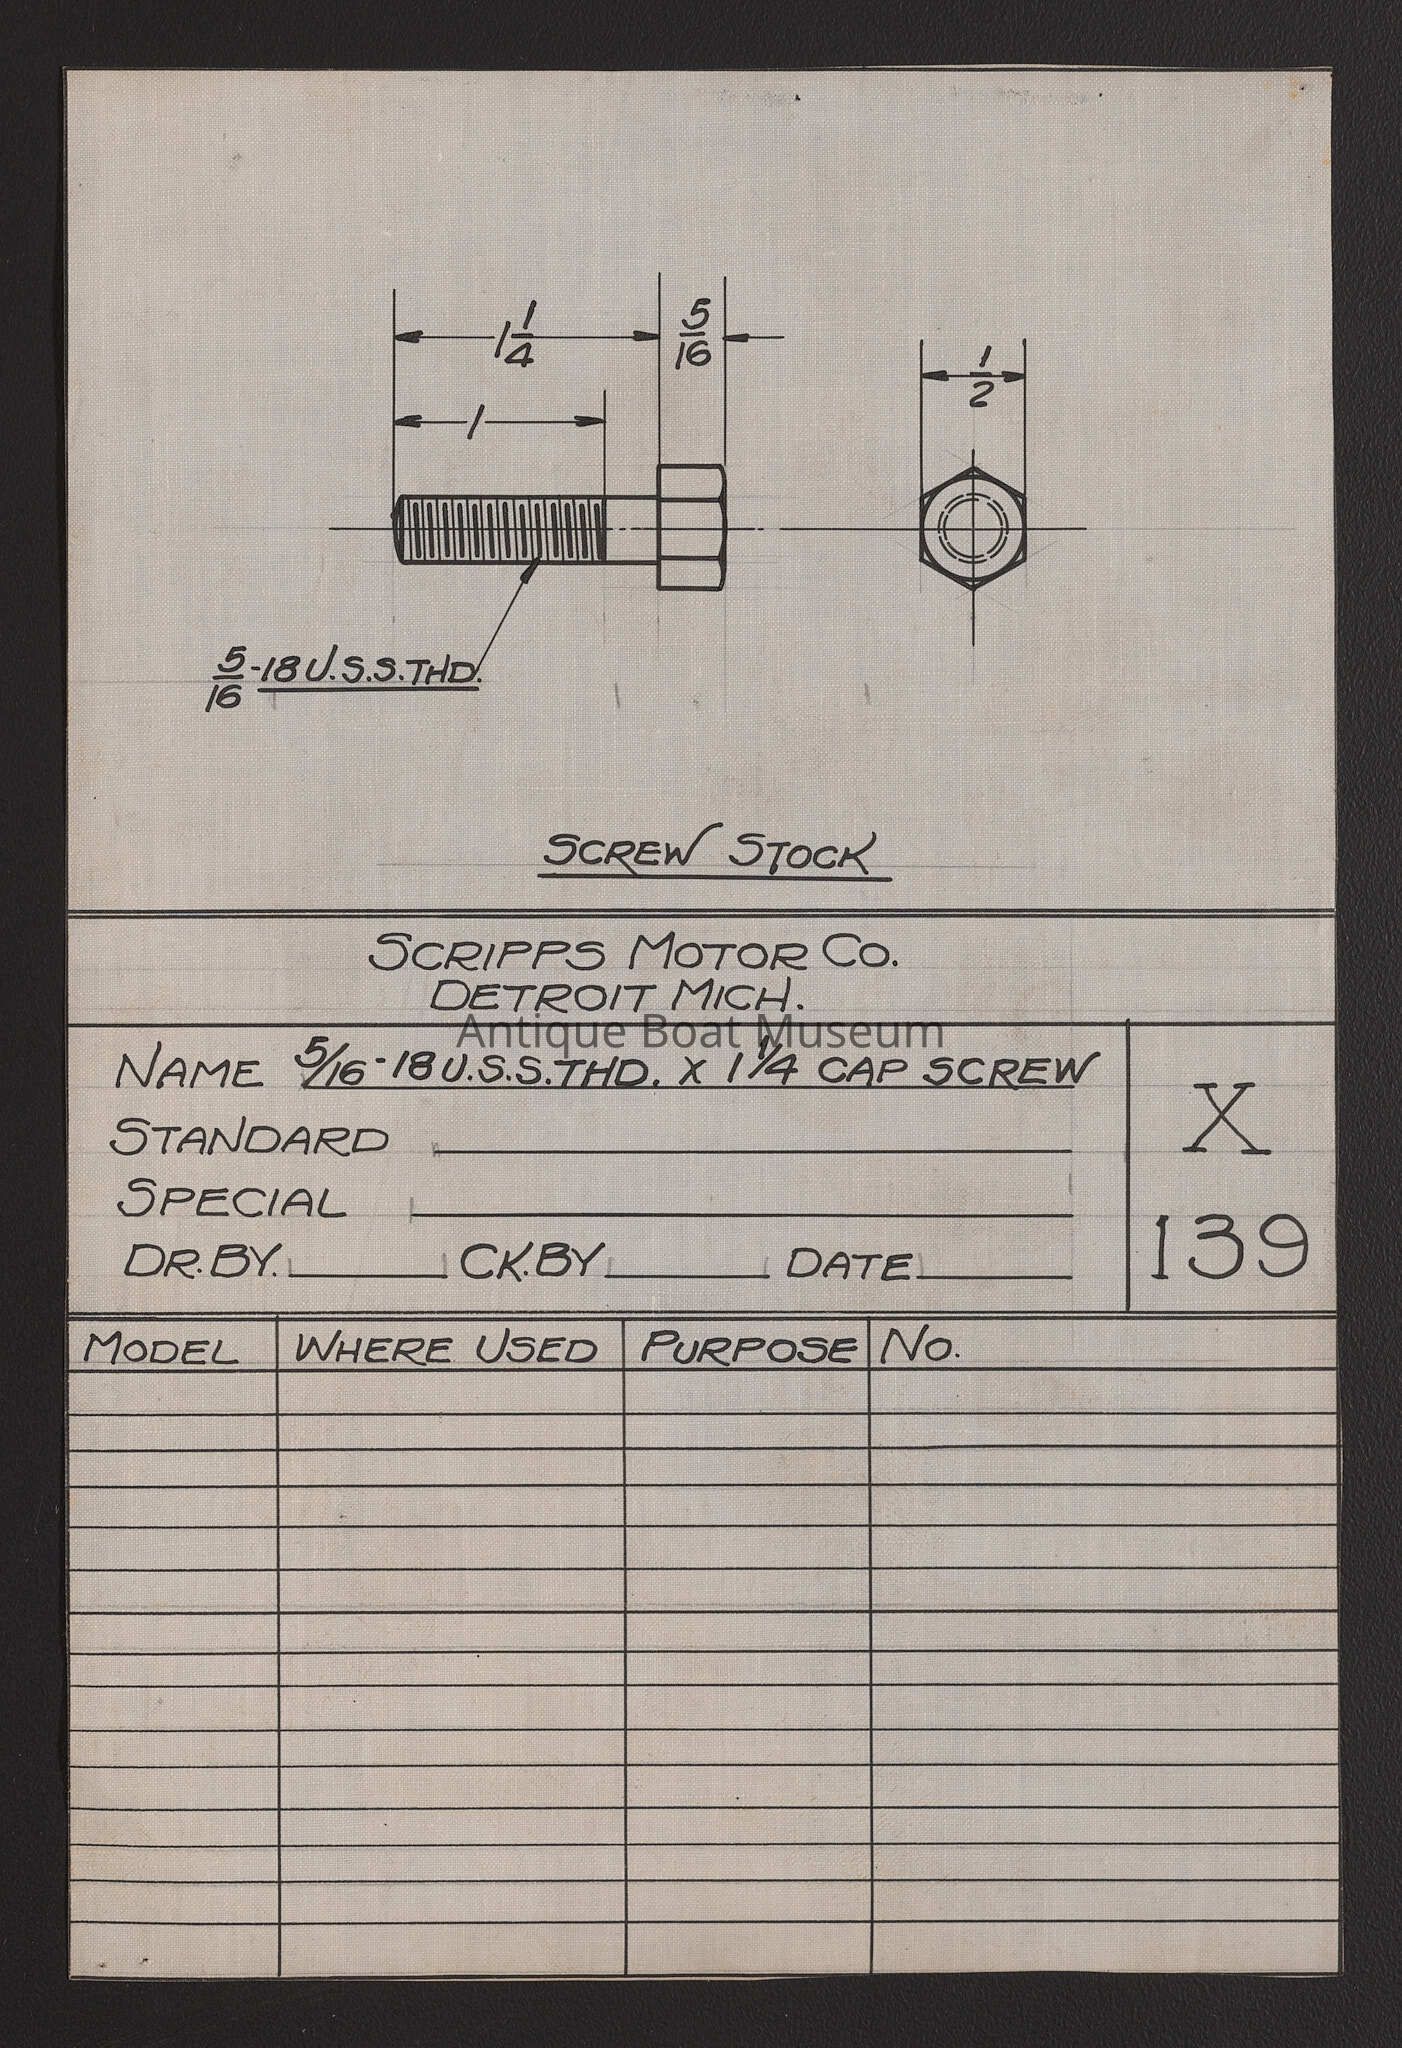 1 1/4
5/16
1/2
1
5/16-18 U.S.S. THD.
SCREW STOCK
SCRIPPS MOTOR CO.
DETROIT MICH.
Antique Boat Museum
NAME 5/16-18 U.S.S. THD. X 1 1/4 CAP SCREW
STANDARD
SPECIAL
DR. BY. CK. BY DATE
X
139
MODEL WHERE USED PURPOSE NO.